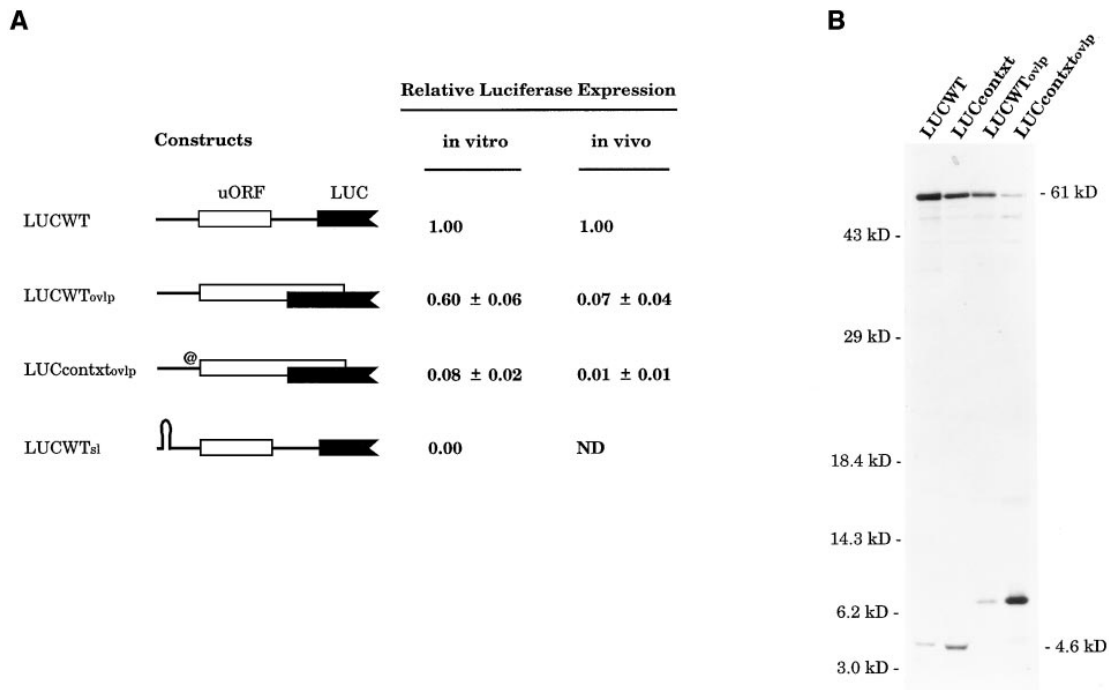 A
Relative Luciferase Expression
Constructs in vitro in vivo
uORF LUC
LUCWT 1.00 1.00
LUCWTovlp 0.60 ± 0.06 0.07 ± 0.04
@
LUCcontxtovlp 0.08 ± 0.02 0.01 ± 0.01
LUCWTsl 0.00 ND
B
LUCWT
LUCcontxt
LUCWTovlp
LUCcontxtovlp
- 61 kD
43 kD -
29 kD -
18.4 kD -
14.3 kD -
6.2 kD -
- 4.6 kD
3.0 kD -